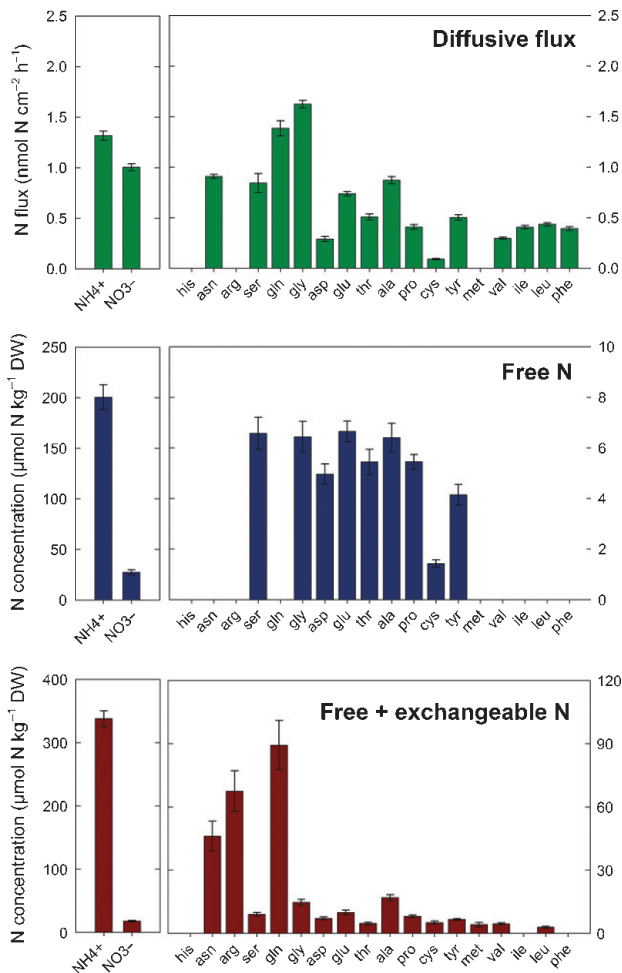 Diffusive flux
N flux (nmol N cm⁻² h⁻¹)
2.5 2.5
2.0 2.0
1.5 1.5
1.0 1.0
0.5 0.5
0.0 0.0
NH4+ NO3− his asn arg ser gln gly asp glu thr ala pro cys tyr met val ile leu phe
Free N
N concentration (µmol N kg⁻¹ DW)
250 10
200 8
150 6
100 4
50 2
0 0
NH4+ NO3− his asn arg ser gln gly asp glu thr ala pro cys tyr met val ile leu phe
Free + exchangeable N
N concentration (µmol N kg⁻¹ DW)
400 120
300 90
200 60
100 30
0 0
NH4+ NO3− his asn arg ser gln gly asp glu thr ala pro cys tyr met val ile leu phe